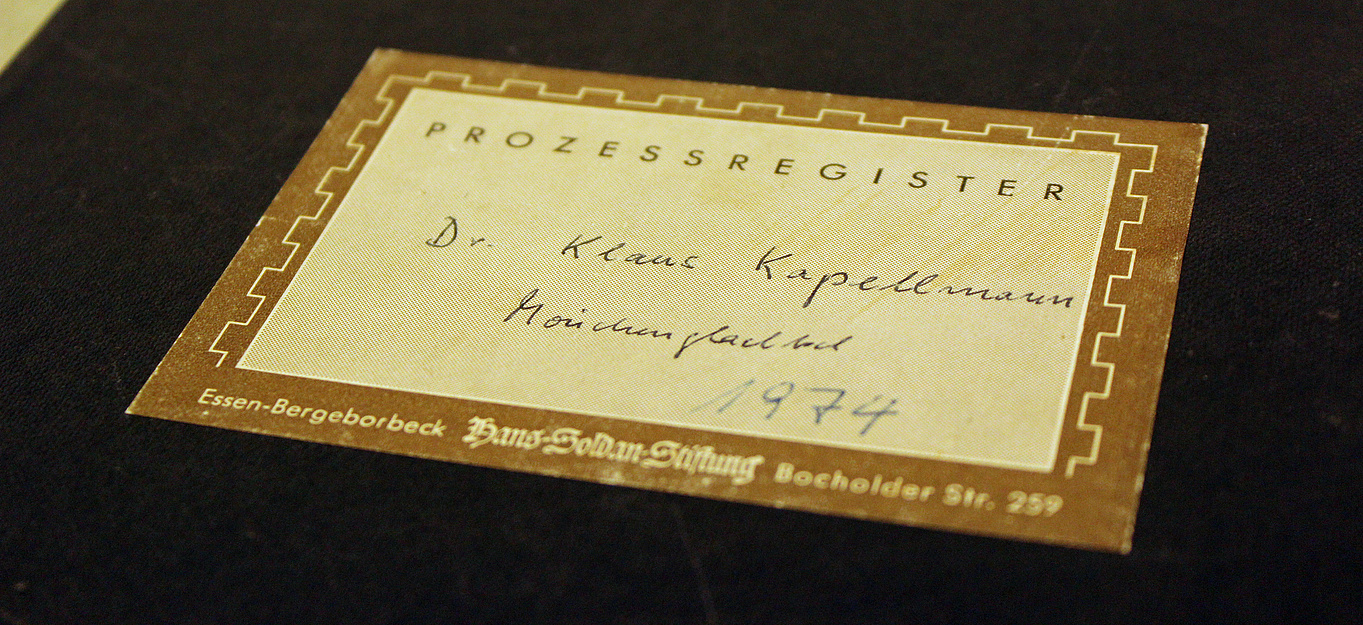 PROZESSREGISTER
Dr. Klaus Kapellmann
Mönchengladbach
1974
Essen-Bergeborbeck Hans-Soldan-Stiftung Bocholder Str. 259